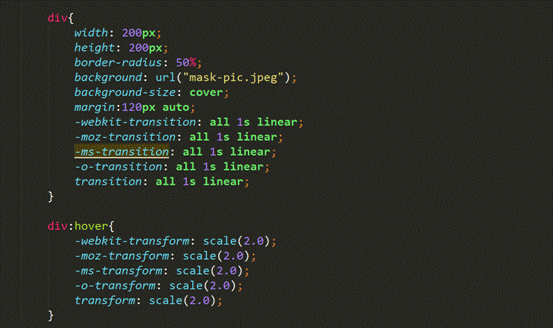 div{
width: 200px;
height: 200px;
border-radius: 50%;
background: url("mask-pic.jpeg");
background-size: cover;
margin:120px auto;
-webkit-transition: all 1s linear;
-moz-transition: all 1s linear;
-ms-transition: all 1s linear;
-o-transition: all 1s linear;
transition: all 1s linear;
}
div:hover{
-webkit-transform: scale(2.0);
-moz-transform: scale(2.0);
-ms-transform: scale(2.0);
-o-transform: scale(2.0);
transform: scale(2.0);
}